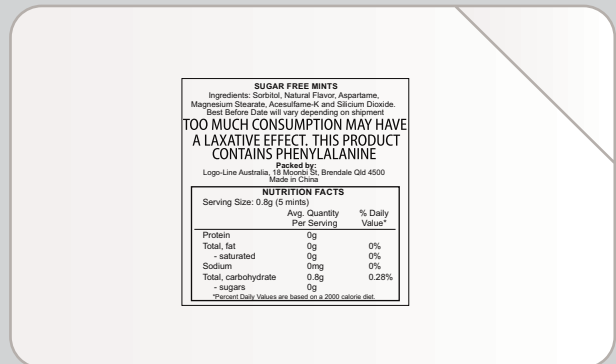 SUGAR FREE MINTS
Ingredients: Sorbitol, Natural Flavor, Aspartame,
Magnesium Stearate, Acesulfame-K and Silicium Dioxide.
Best Before Date will vary depending on shipment
TOO MUCH CONSUMPTION MAY HAVE
A LAXATIVE EFFECT. THIS PRODUCT
CONTAINS PHENYLALANINE
Packed by:
Logo-Line Australia, 18 Moonbi St, Brendale Qld 4500
Made in China
NUTRITION FACTS
Serving Size: 0.8g (5 mints)
Avg. Quantity % Daily
Per Serving Value*
Protein 0g
Total, fat 0g 0%
- saturated 0g 0%
Sodium 0mg 0%
Total, carbohydrate 0.8g 0.28%
- sugars 0g
*Percent Daily Values are based on a 2000 calorie diet.